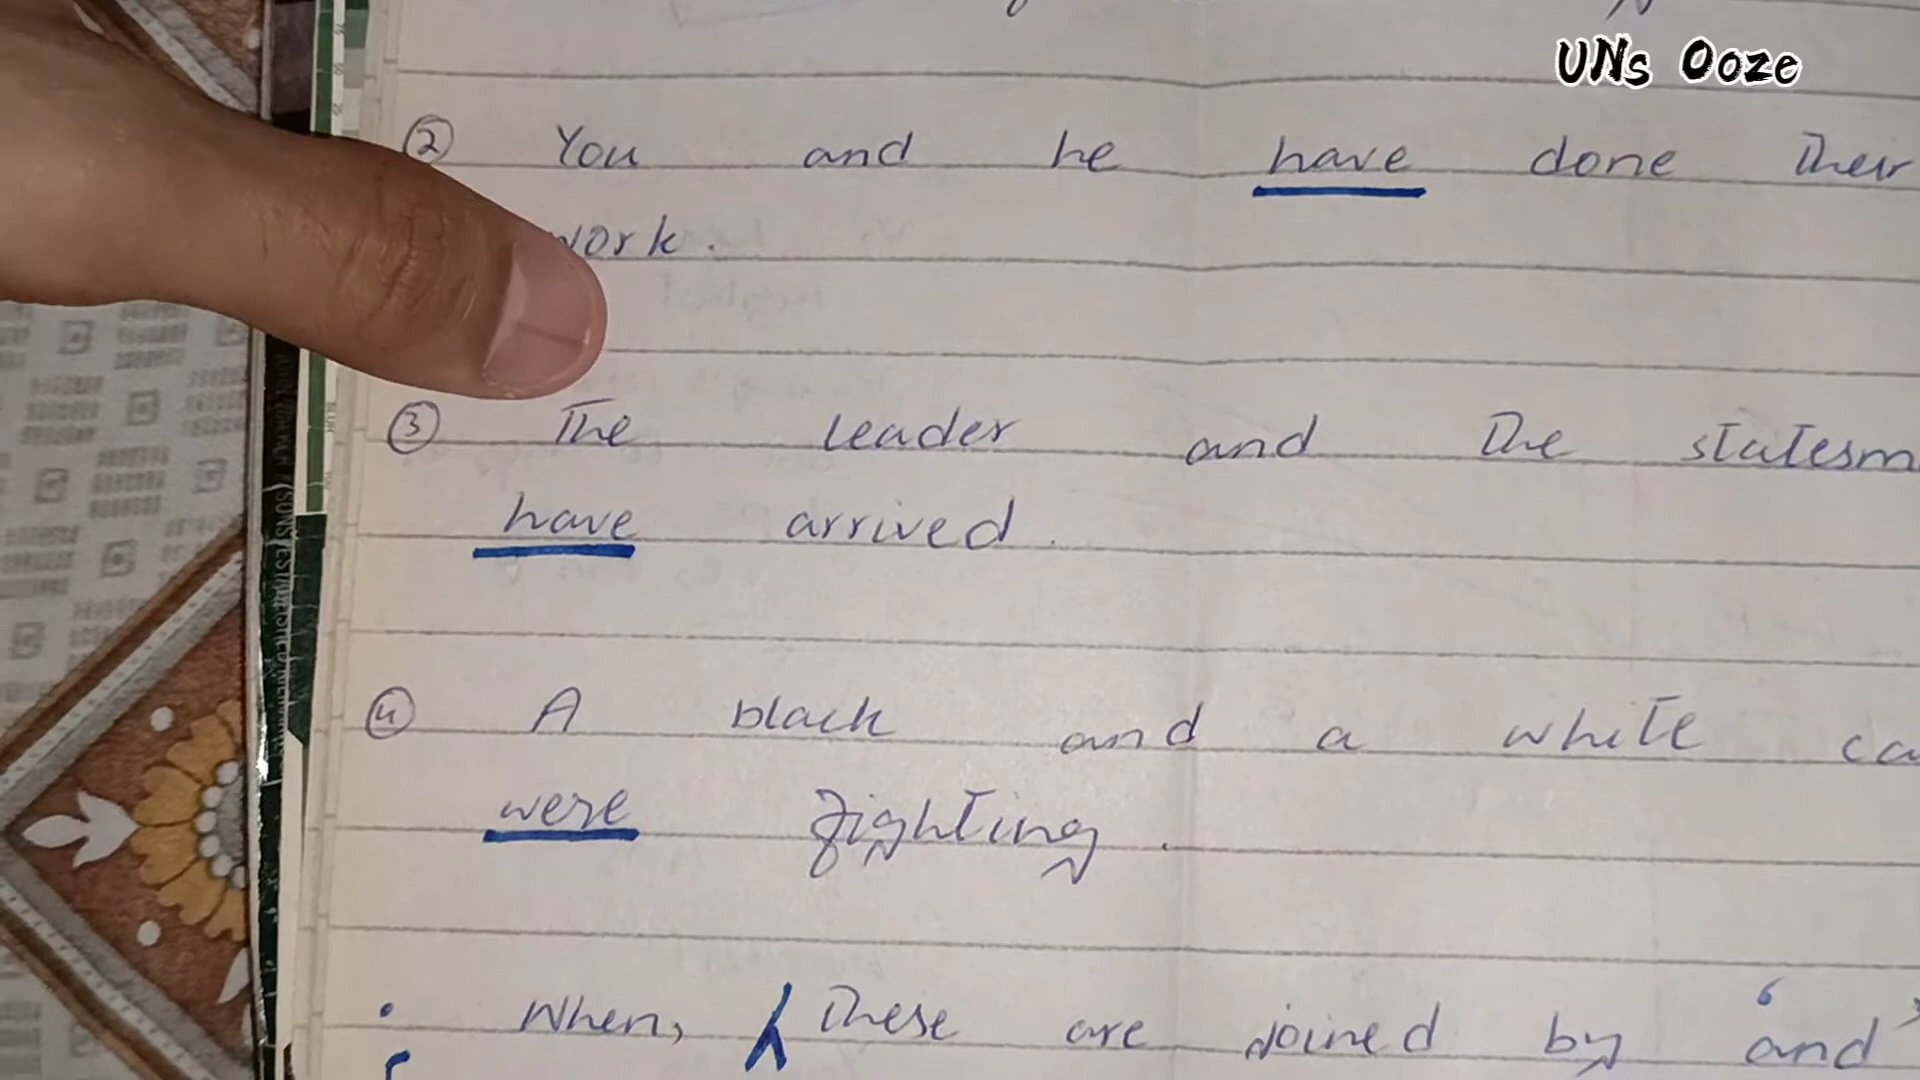 UNs Ooze
② You and he have done their
work.
③ The leader and the statesm
have arrived.
④ A black and a white ca
were fighting.
• When, these are joined by 'and'